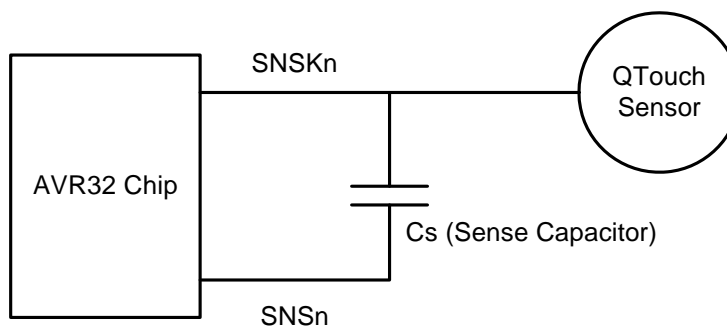 SNSKn
QTouch
Sensor
AVR32 Chip
Cs (Sense Capacitor)
SNSn